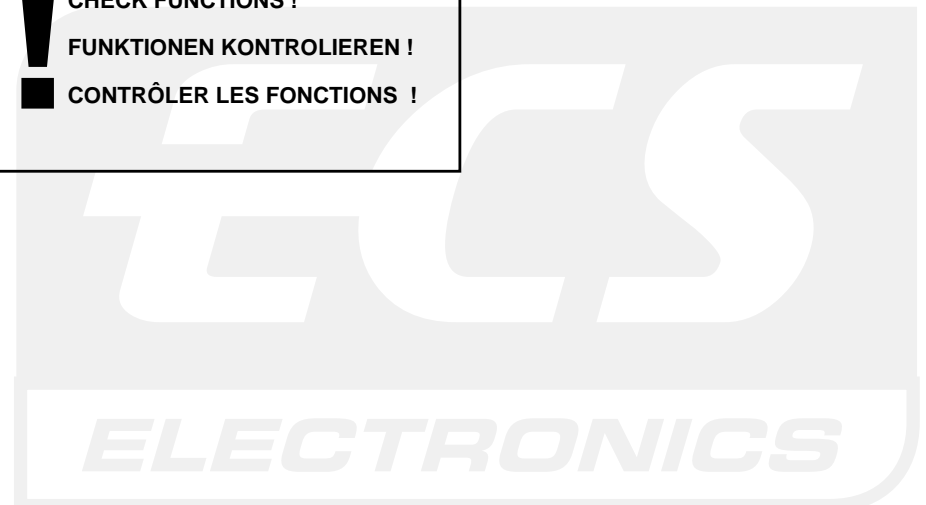 CHECK FUNCTIONS !
FUNKTIONEN KONTROLIEREN !
CONTRÔLER LES FONCTIONS !
ECS
ELECTRONICS